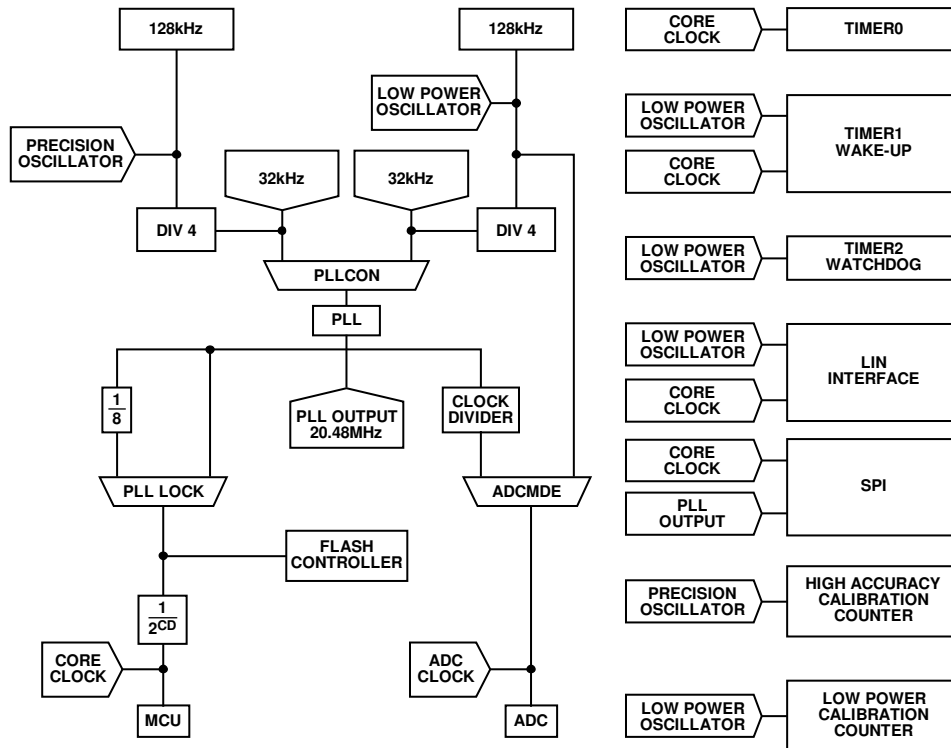 128kHz
128kHz
LOW POWER
OSCILLATOR
PRECISION
OSCILLATOR
32kHz
32kHz
DIV 4
DIV 4
PLLCON
PLL
1
8
PLL OUTPUT
20.48MHz
CLOCK
DIVIDER
PLL LOCK
ADCMDE
FLASH
CONTROLLER
1
2CD
CORE
CLOCK
ADC
CLOCK
MCU
ADC
CORE
CLOCK
TIMER0
LOW POWER
OSCILLATOR
CORE
CLOCK
TIMER1
WAKE-UP
LOW POWER
OSCILLATOR
TIMER2
WATCHDOG
LOW POWER
OSCILLATOR
CORE
CLOCK
LIN
INTERFACE
CORE
CLOCK
PLL
OUTPUT
SPI
PRECISION
OSCILLATOR
HIGH ACCURACY
CALIBRATION
COUNTER
LOW POWER
OSCILLATOR
LOW POWER
CALIBRATION
COUNTER